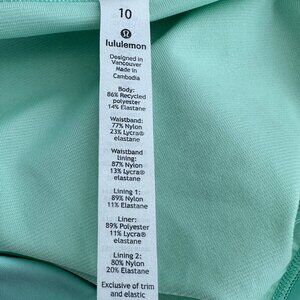 10
lululemon
Designed in
Vancouver
Made in
Cambodia
Body:
86% Recycled
polyester
14% Elastane
Waistband:
77% Nylon
23% Lycra®
elastane
Waistband
lining:
87% Nylon
13% Lycra®
elastane
Lining 1:
89% Nylon
11% Elastane
Liner:
89% Polyester
11% Lycra®
elastane
Lining 2:
80% Nylon
20% Elastane
Exclusive of trim
and elastic